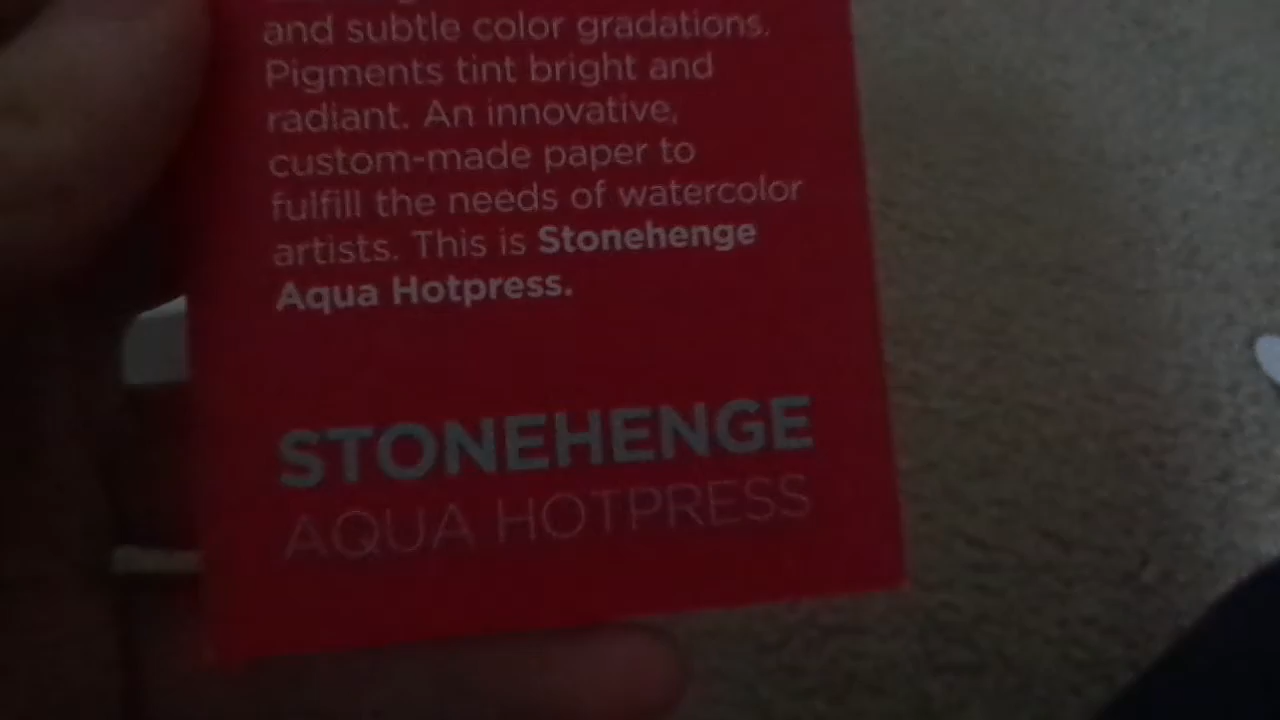 and subtle color gradations.
Pigments tint bright and
radiant. An innovative,
custom-made paper to
fulfill the needs of watercolor
artists. This is Stonehenge
Aqua Hotpress.
STONEHENGE
AQUA HOTPRESS